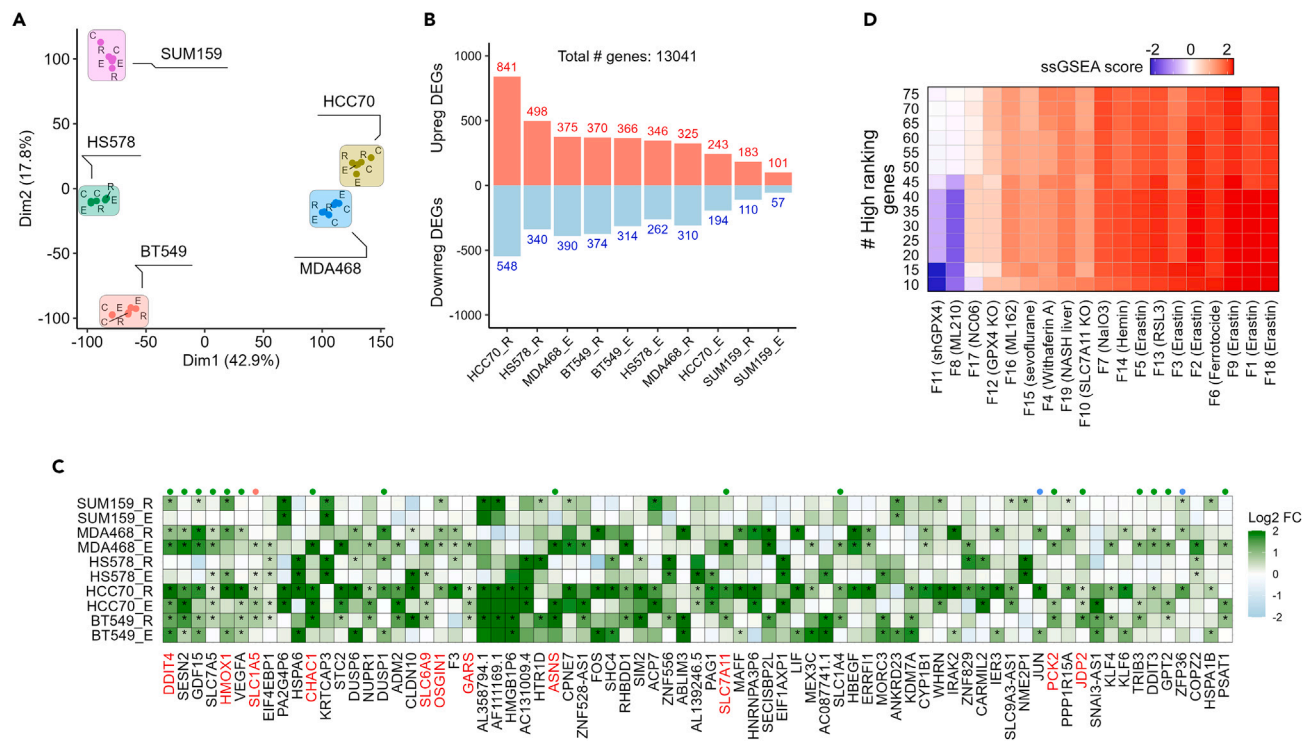 A
SUM159
HCC70
HS578
BT549
MDA468
C
R C
E E
R
R R
E C C
E
C C R
E R E
E
R R C
E C
E E
C
C R R
100
50
0
-50
-100
Dim2 (17.8%)
-100 -50 0 50 100 150
Dim1 (42.9%)
B
Total # genes: 13041
1000
500
0
-500
-1000
Upreg DEGs
Downreg DEGs
841 498 375 370 366 346 325 243 183 101
548 340 390 374 314 262 310 194 110 57
HCC70_R
HS578_R
MDA468_E
BT549_R
BT549_E
HS578_E
MDA468_R
HCC70_E
SUM159_R
SUM159_E
D
-2 0 2
ssGSEA score
75
70
65
60
55
50
45
40
35
30
25
20
15
10
# High ranking
genes
F11 (shGPX4)
F8 (ML210)
F17 (NC06)
F12 (GPX4 KO)
F16 (ML162)
F15 (sevoflurane)
F4 (Withaferin A)
F19 (NASH liver)
F10 (SLC7A11 KO)
F7 (NaIO3)
F14 (Hemin)
F5 (Erastin)
F13 (RSL3)
F3 (Erastin)
F2 (Erastin)
F6 (Ferrotocide)
F9 (Erastin)
F1 (Erastin)
F18 (Erastin)
C
SUM159_R
SUM159_E
MDA468_R
MDA468_E
HS578_R
HS578_E
HCC70_R
HCC70_E
BT549_R
BT549_E
Log2 FC
2
1
0
-1
-2
DDIT4
SESN2
GDF15
SLC7A5
HMOX1
VEGFA
SLC1A5
EIF4EBP1
PA2G4P6
HSPA6
CHAC1
KRTCAP3
STC2
DUSP6
NUPR1
DUSP1
ADM2
CLDN10
SLC6A9
OSGIN1
F3
GARS
AL358794.1
AF111169.1
HMGB1P6
AC131009.4
HTR1D
ASNS
CPNE7
ZNF528-AS1
FOS
SHC4
RHBDD1
SIM2
ACP7
ZNF556
ABLIM3
AL139246.5
PAG1
SLC7A11
MAFF
HNRNPA3P6
SECISBP2L
EIF1AXP1
LIF
MEX3C
AC087741.1
SLC1A4
HBEGF
ERRFI1
MORC3
ANKRD23
KDM7A
CYP1B1
WHRN
IRAK2
ZNF829
CARMIL2
IER3
SLC9A3-AS1
NME2P1
JUN
PCK2
PPP1R15A
JDP2
SNAI3-AS1
KLF4
KLF6
TRIB3
DDIT3
GPT2
ZFP36
COPZ2
HSPA1B
PSAT1